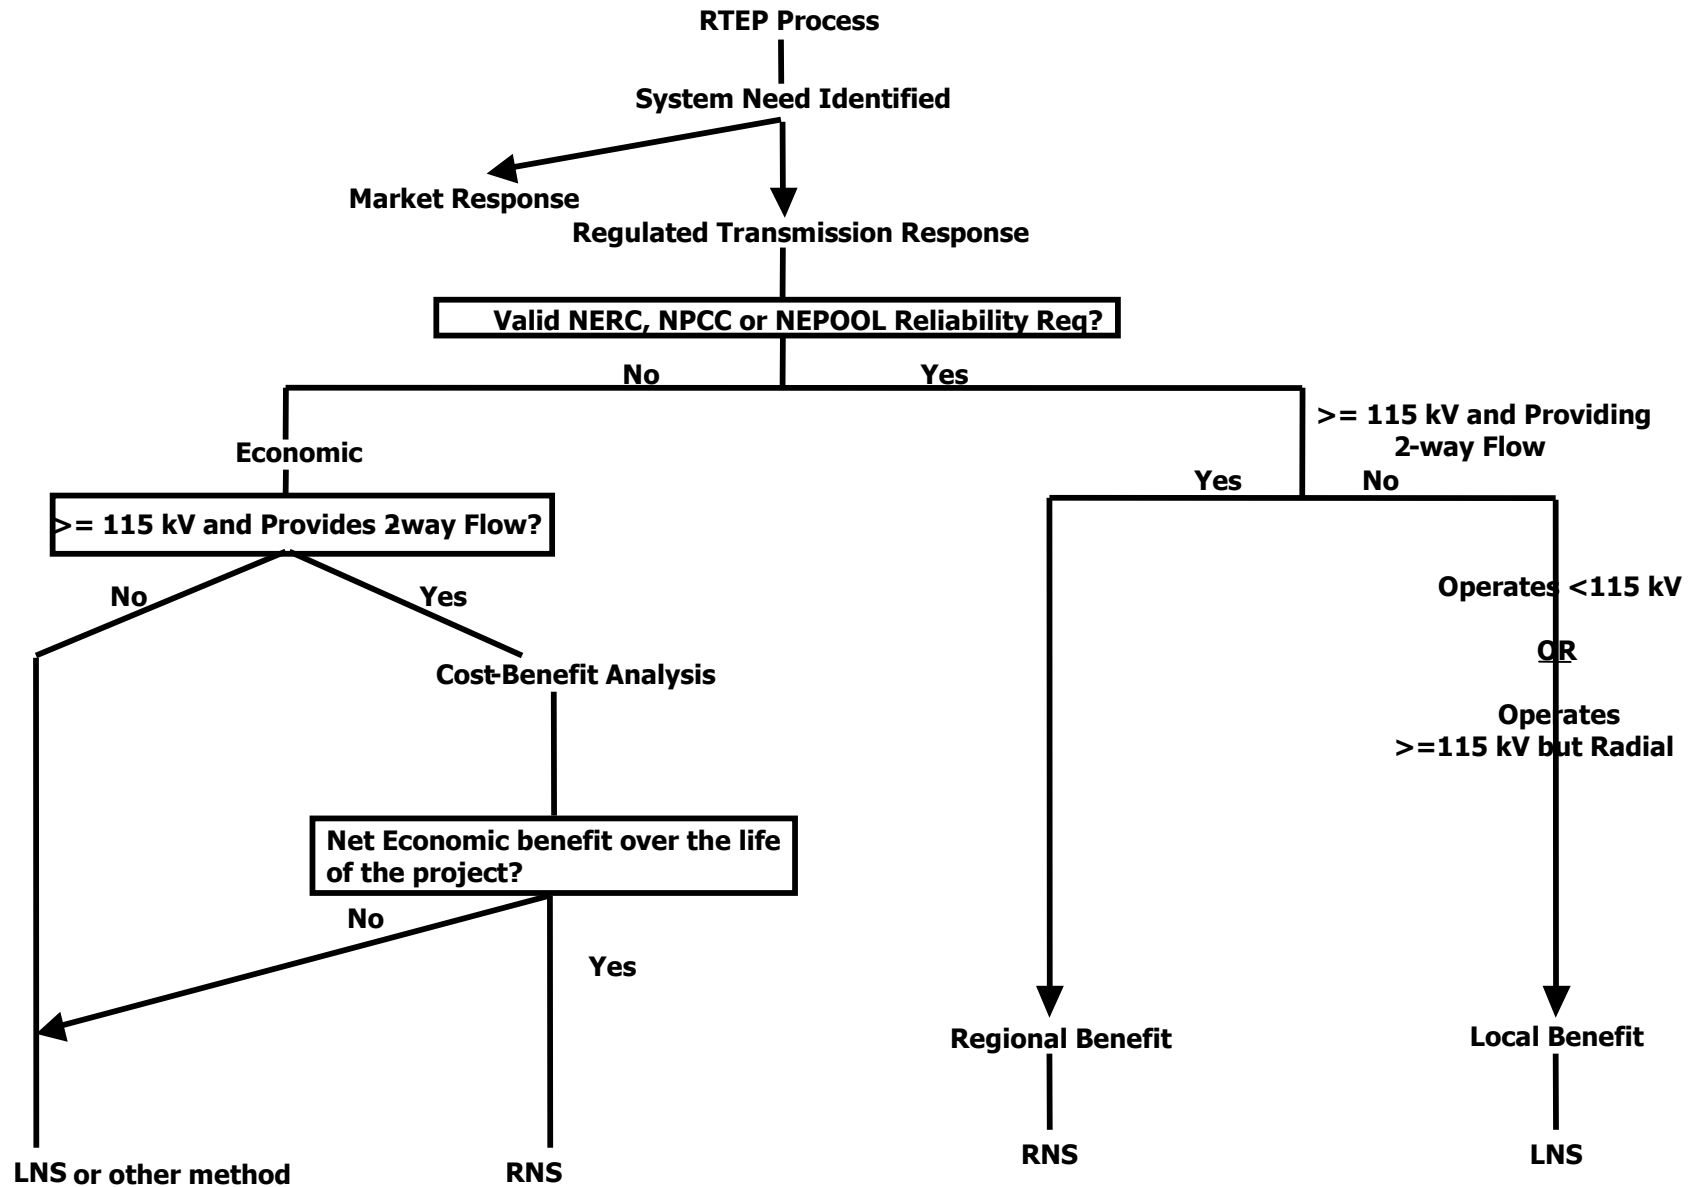 RTEP Process
System Need Identified
Market Response
Regulated Transmission Response
Valid NERC, NPCC or NEPOOL Reliability Req?
No
Yes
>= 115 kV and Providing
2-way Flow
Economic
Yes
No
>= 115 kV and Provides 2-way Flow?
Operates <115 kV
No
Yes
OR
Cost-Benefit Analysis
Operates
>=115 kV but Radial
Net Economic benefit over the life
of the project?
No
Yes
Regional Benefit
Local Benefit
RNS
LNS
LNS or other method
RNS